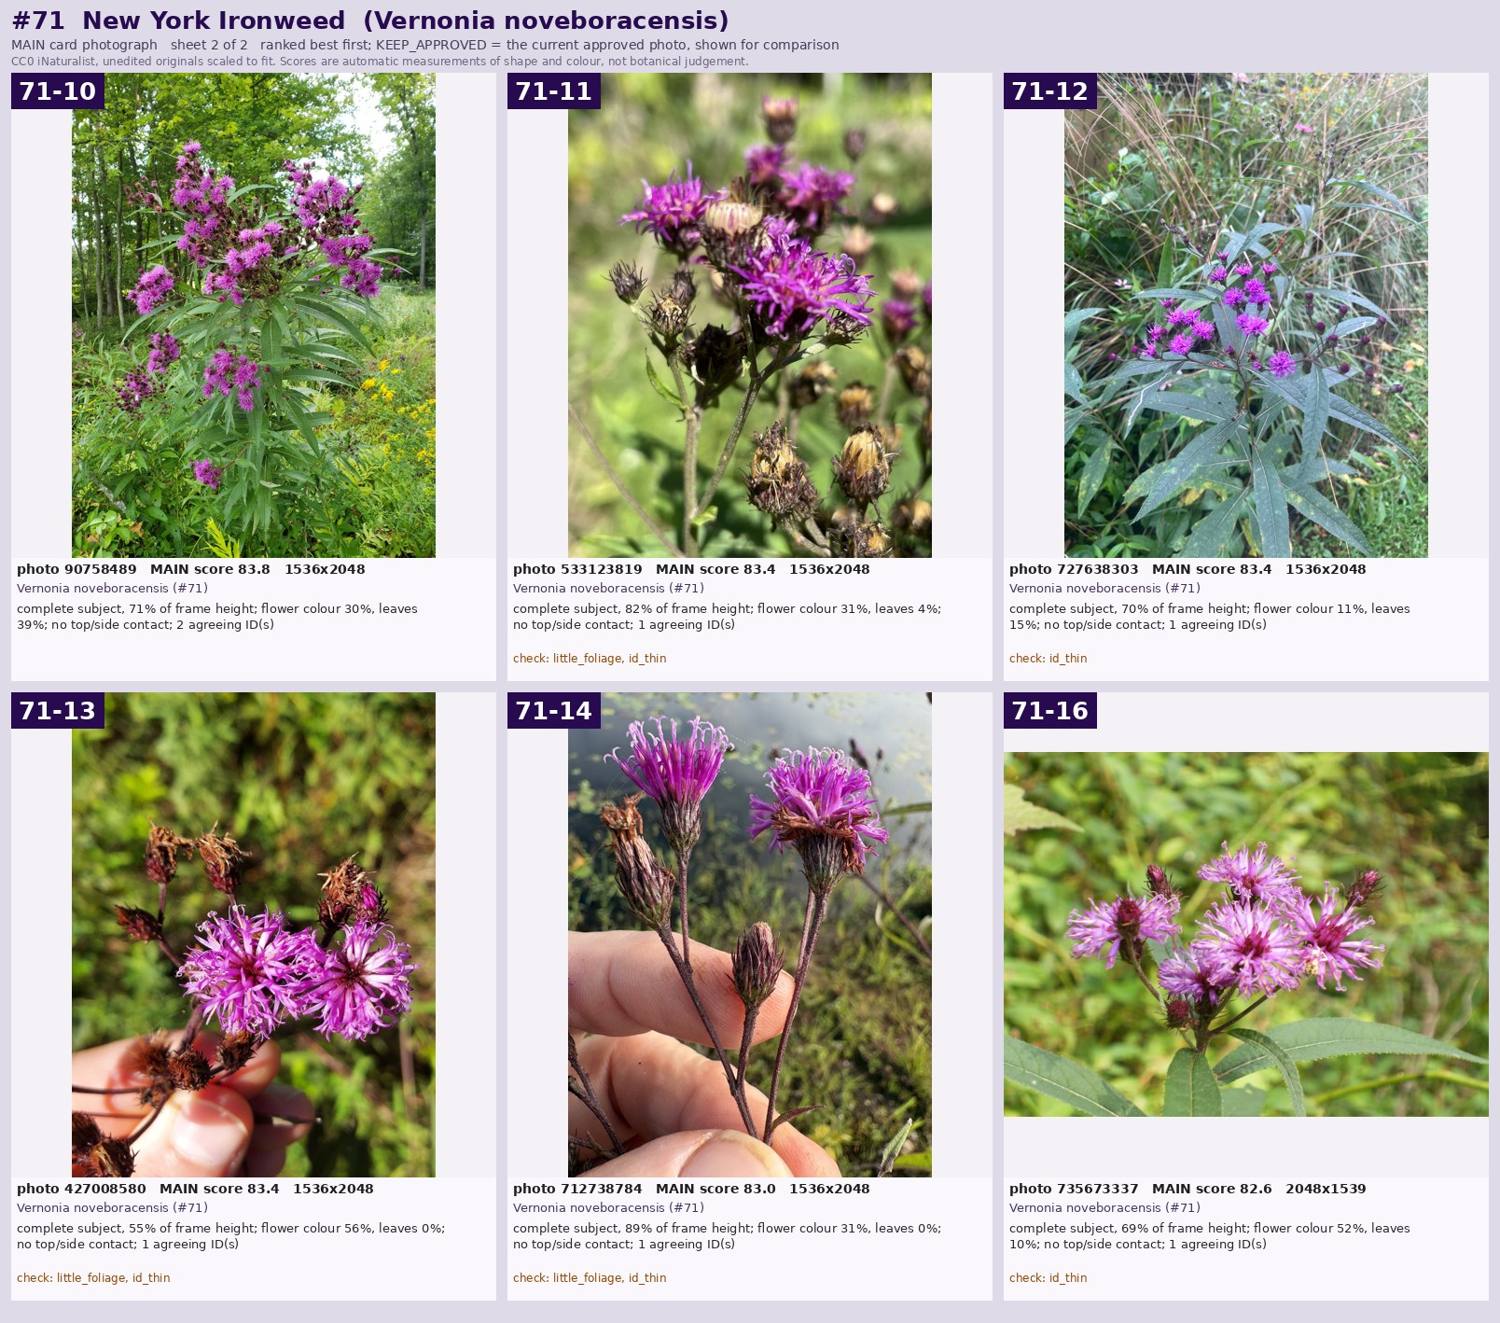 #71 New York Ironweed (Vernonia noveboracensis)
MAIN card photograph sheet 2 of 2 ranked best first; KEEP_APPROVED = the current approved photo, shown for comparison
CC0 iNaturalist, unedited originals scaled to fit. Scores are automatic measurements of shape and colour, not botanical judgement.
71-10
photo 90758489 MAIN score 83.8 1536x2048
Vernonia noveboracensis (#71)
complete subject, 71% of frame height; flower colour 30%, leaves
39%; no top/side contact; 2 agreeing ID(s)
71-11
photo 533123819 MAIN score 83.4 1536x2048
Vernonia noveboracensis (#71)
complete subject, 82% of frame height; flower colour 31%, leaves 4%;
no top/side contact; 1 agreeing ID(s)
check: little_foliage, id_thin
71-12
photo 727638303 MAIN score 83.4 1536x2048
Vernonia noveboracensis (#71)
complete subject, 70% of frame height; flower colour 11%, leaves
15%; no top/side contact; 1 agreeing ID(s)
check: id_thin
71-13
photo 427008580 MAIN score 83.4 1536x2048
Vernonia noveboracensis (#71)
complete subject, 55% of frame height; flower colour 56%, leaves 0%;
no top/side contact; 1 agreeing ID(s)
check: little_foliage, id_thin
71-14
photo 712738784 MAIN score 83.0 1536x2048
Vernonia noveboracensis (#71)
complete subject, 89% of frame height; flower colour 31%, leaves 0%;
no top/side contact; 1 agreeing ID(s)
check: little_foliage, id_thin
71-16
photo 735673337 MAIN score 82.6 2048x1539
Vernonia noveboracensis (#71)
complete subject, 69% of frame height; flower colour 52%, leaves
10%; no top/side contact; 1 agreeing ID(s)
check: id_thin